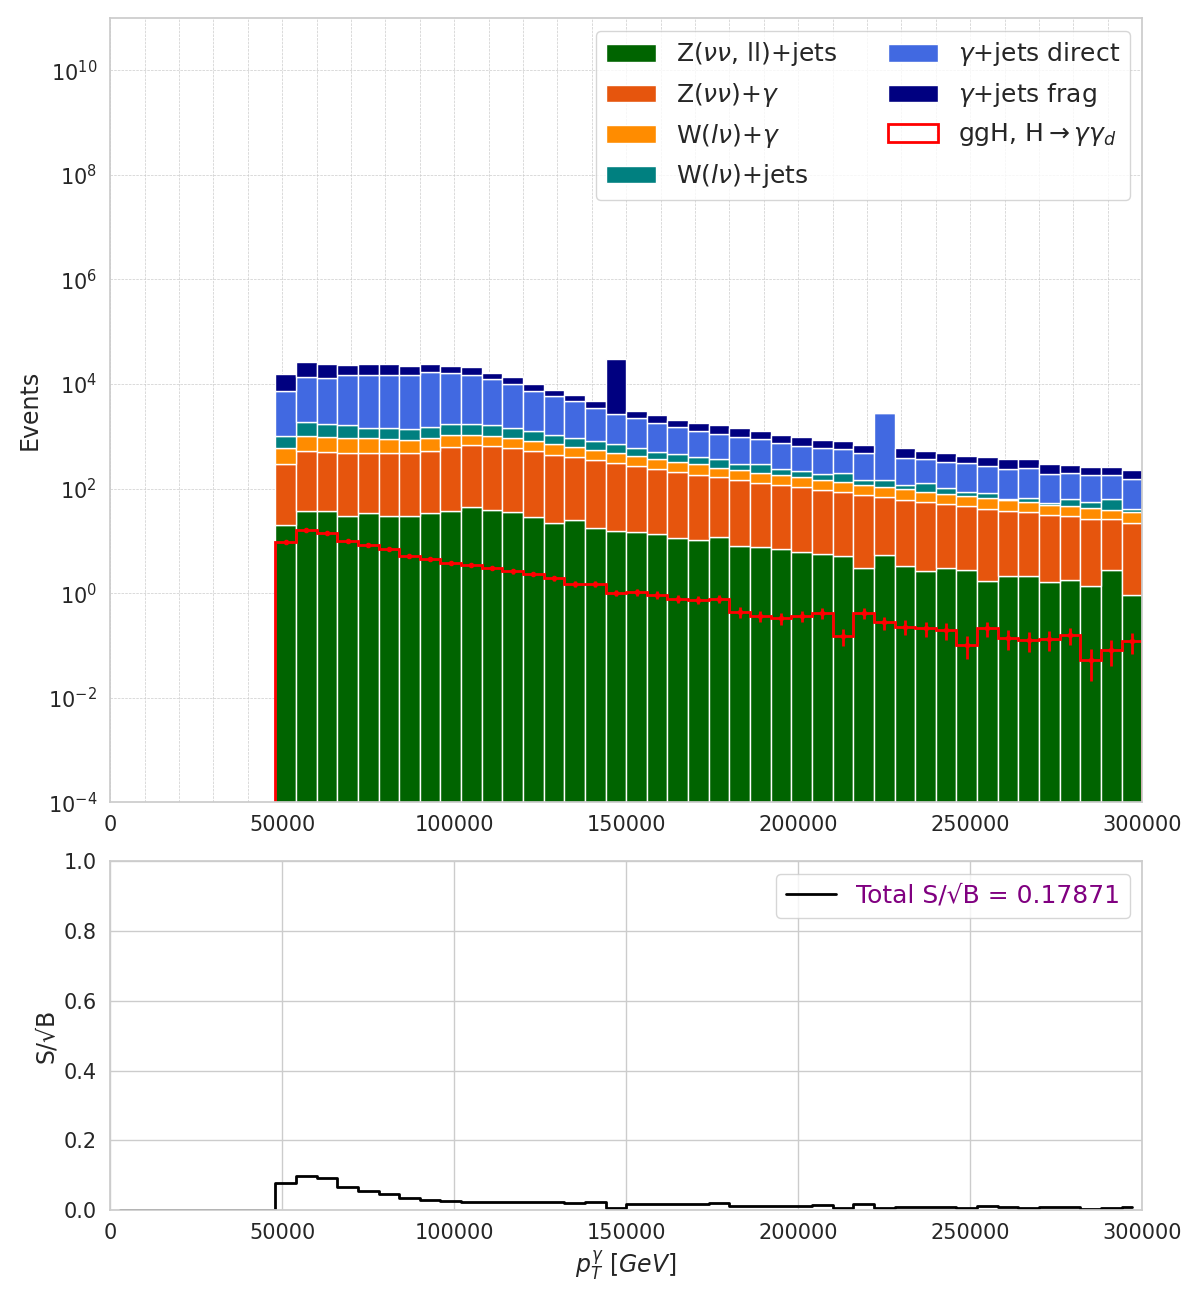 Z(νν, ll)+jets
Z(νν)+γ
W(lν)+γ
W(lν)+jets
γ+jets direct
γ+jets frag
ggH, H→γγ_d
Events
10^10
10^8
10^6
10^4
10^2
10^0
10^−2
10^−4
0 50000 100000 150000 200000 250000 300000
Total S/√B = 0.17871
S/√B
1.0
0.8
0.6
0.4
0.2
0.0
0 50000 100000 150000 200000 250000 300000
p_T^γ [GeV]